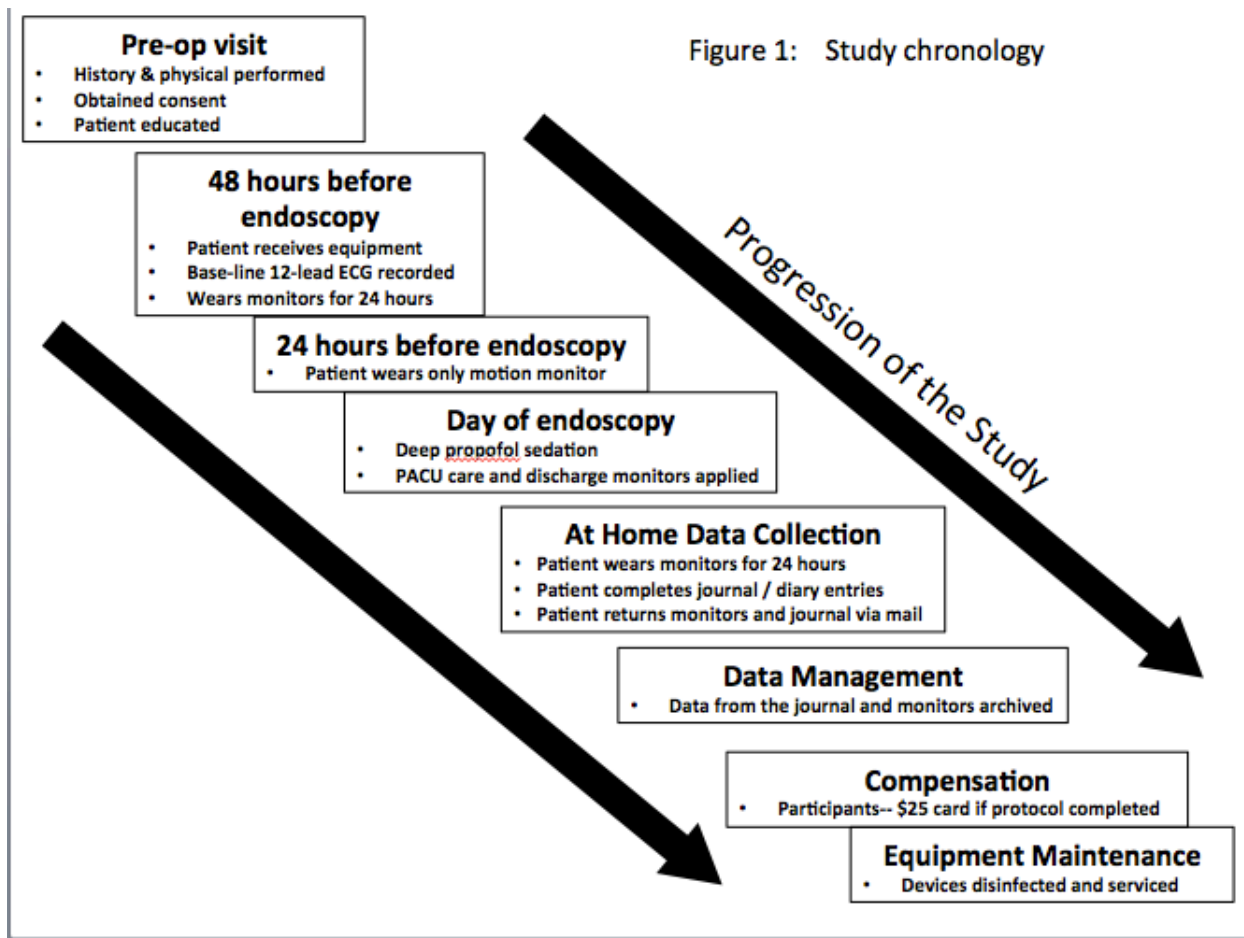 Pre-op visit
• History & physical performed
• Obtained consent
• Patient educated
Figure 1: Study chronology
48 hours before
endoscopy
• Patient receives equipment
• Base-line 12-lead ECG recorded
• Wears monitors for 24 hours
24 hours before endoscopy
• Patient wears only motion monitor
Day of endoscopy
• Deep propofol sedation
• PACU care and discharge monitors applied
Progression of the Study
At Home Data Collection
• Patient wears monitors for 24 hours
• Patient completes journal / diary entries
• Patient returns monitors and journal via mail
Data Management
• Data from the journal and monitors archived
Compensation
• Participants-- $25 card if protocol completed
Equipment Maintenance
• Devices disinfected and serviced